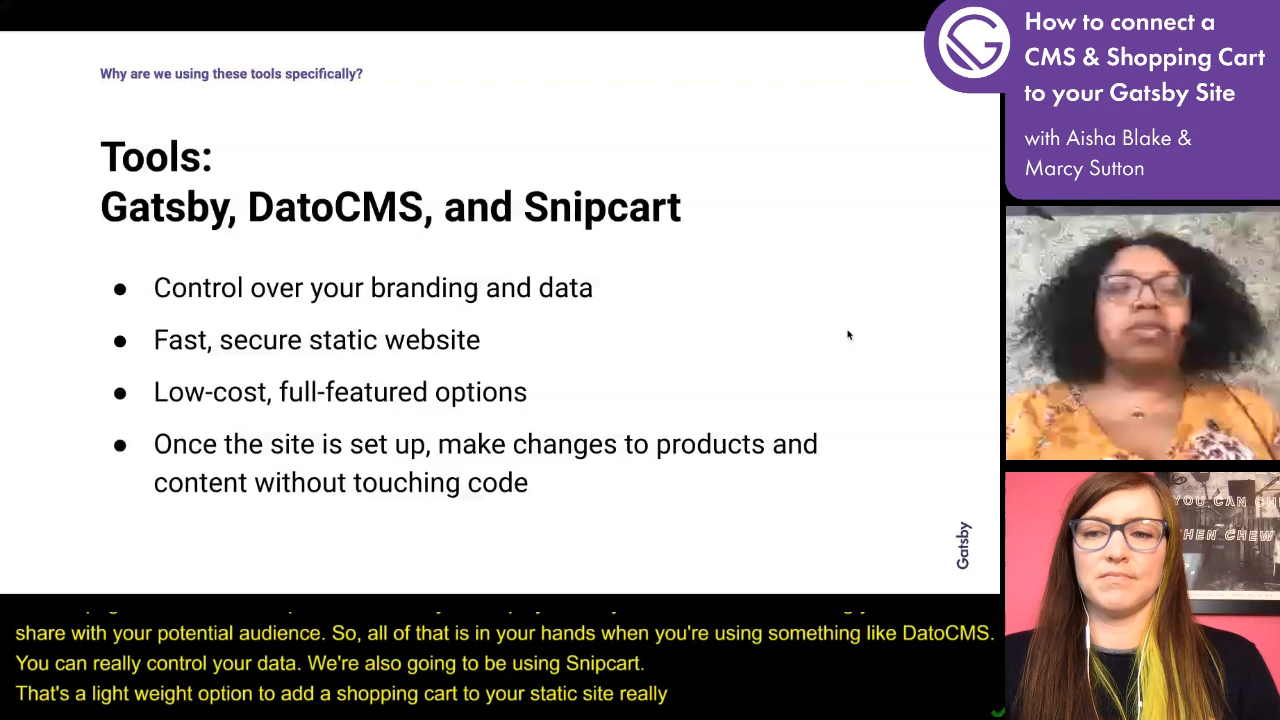 Why are we using these tools specifically?
Tools:
Gatsby, DatoCMS, and Snipcart
● Control over your branding and data
● Fast, secure static website
● Low-cost, full-featured options
● Once the site is set up, make changes to products and
content without touching code
Gatsby
share with your potential audience. So, all of that is in your hands when you're using something like DatoCMS.
You can really control your data. We're also going to be using Snipcart.
That's a light weight option to add a shopping cart to your static site really
How to connect a
CMS & Shopping Cart
to your Gatsby Site
with Aisha Blake &
Marcy Sutton
YOU CAN
HEN CHEW